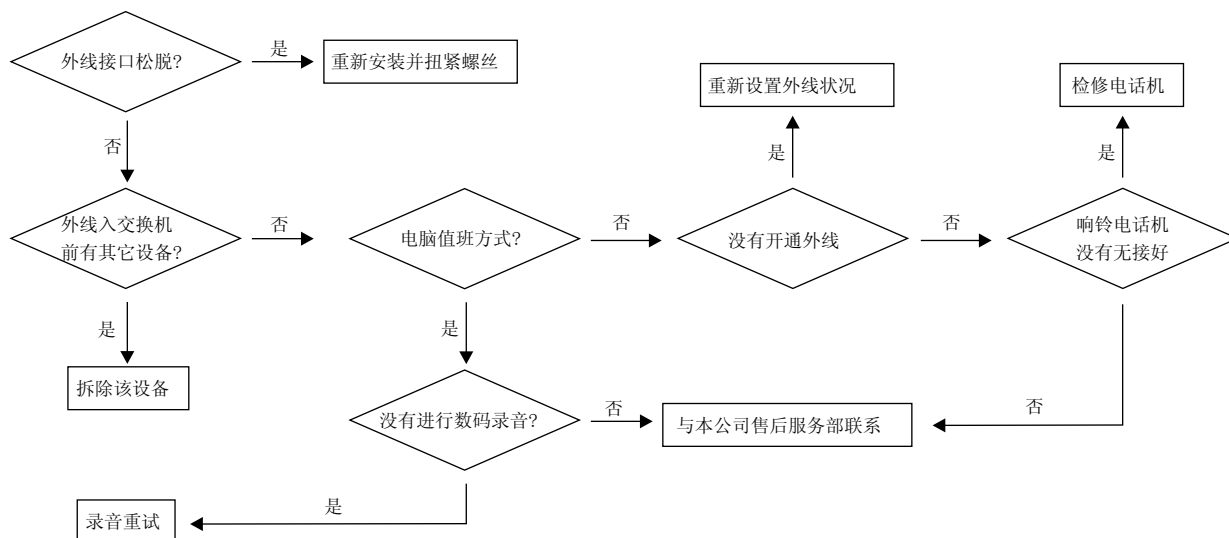 外线接口松脱?
是
重新安装并扭紧螺丝
重新设置外线状况
检修电话机
否
是
是
外线入交换机
前有其它设备?
否
电脑值班方式?
否
没有开通外线
否
响铃电话机
没有无接好
是
是
拆除该设备
没有进行数码录音?
否
与本公司售后服务部联系
否
是
录音重试